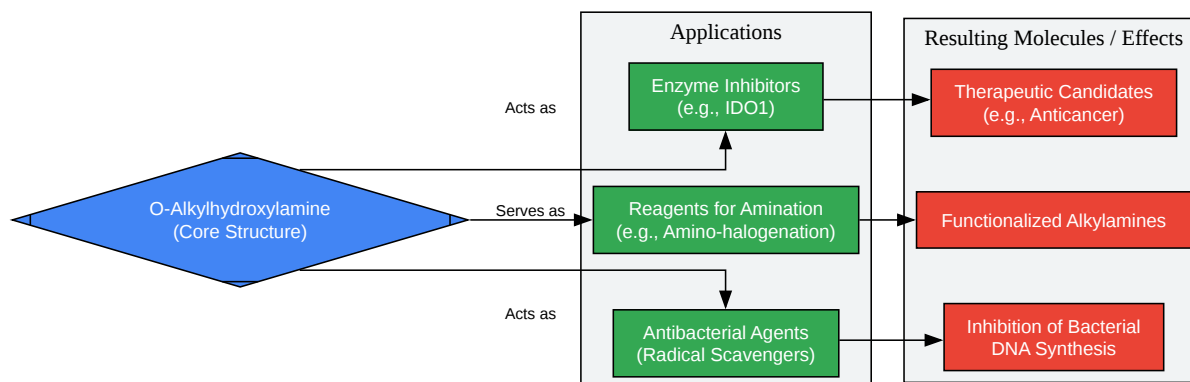 Applications
Resulting Molecules / Effects
Acts as
Enzyme Inhibitors
(e.g., IDO1)
Therapeutic Candidates
(e.g., Anticancer)
O-Alkylhydroxylamine
(Core Structure)
Serves as
Reagents for Amination
(e.g., Amino-halogenation)
Functionalized Alkylamines
Acts as
Antibacterial Agents
(Radical Scavengers)
Inhibition of Bacterial
DNA Synthesis